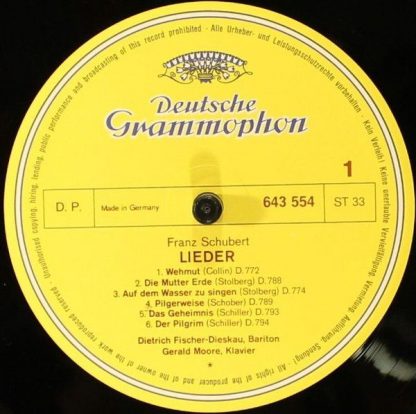 Deutsche
Grammophon
1
D. P.
Made in Germany
643 554
ST 33
Franz Schubert
LIEDER
1. Wehmut (Collin) D. 772
2. Die Mutter Erde (Stolberg) D. 788
3. Auf dem Wasser zu singen (Stolberg) D. 774
4. Pilgerweise (Schober) D. 789
5. Das Geheimnis (Schiller) D. 793
6. Der Pilgrim (Schiller) D. 794
Dietrich Fischer-Dieskau, Bariton
Gerald Moore, Klavier
*
Alle Urheber- und Leistungsschutzrechte vorbehalten · Kein Verleih! Keine unerlaubte Vervielfältigung, Vermietung, Aufführung, Sendung! · All rights of the producer and of the owner of the work reproduced reserved · Unauthorised copying, hiring, lending, public performance and broadcasting of this record prohibited ·